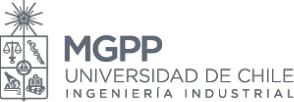 MGPP
UNIVERSIDAD DE CHILE
INGENIERÍA INDUSTRIAL